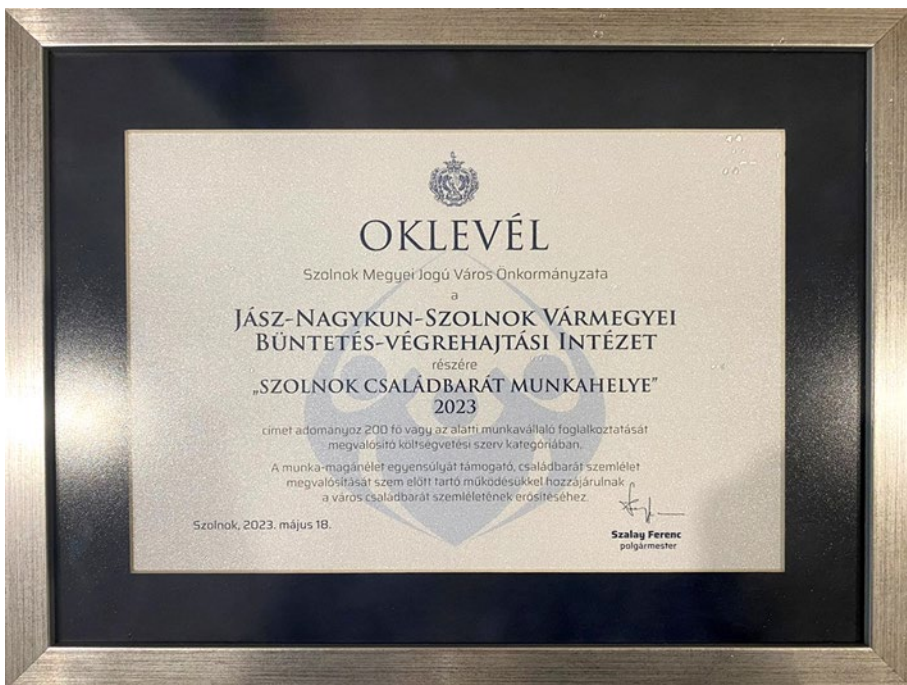 OKLEVÉL
Szolnok Megyei Jogú Város Önkormányzata
a
JÁSZ-NAGYKUN-SZOLNOK VÁRMEGYEI
BÜNTETÉS-VÉGREHAJTÁSI INTÉZET
részére
„SZOLNOK CSALÁDBARÁT MUNKAHELYE”
2023
címet adományoz 200 fő vagy az alatti munkavállaló foglalkoztatását
megvalósító költségvetési szerv kategóriában.
A munka-magánélet egyensúlyát támogató, családbarát szemlélet
megvalósítását szem előtt tartó működésükkel hozzájárulnak
a város családbarát szemléletének erősítéséhez.
Szolnok, 2023. május 18.
Szalay Ferenc
polgármester